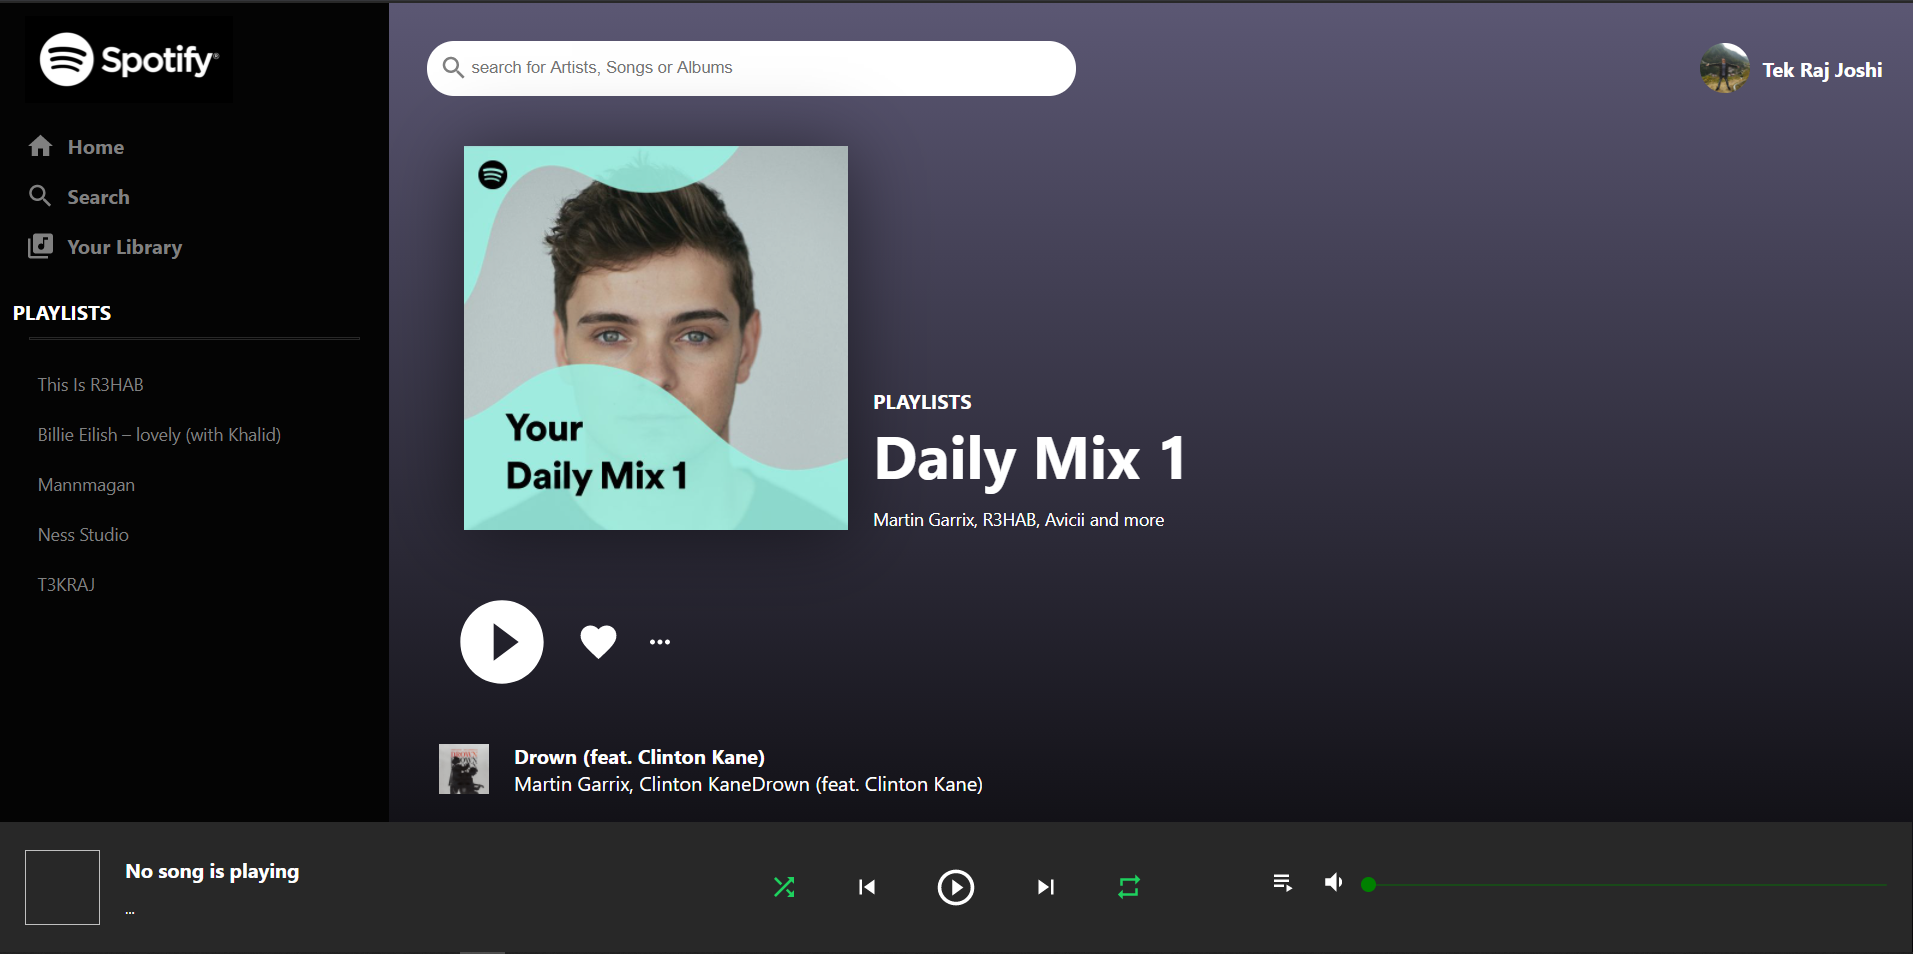 Spotify®
Home
Search
Your Library
PLAYLISTS
This Is R3HAB
Billie Eilish – lovely (with Khalid)
Mannmagan
Ness Studio
T3KRAJ
search for Artists, Songs or Albums
Tek Raj Joshi
Your
Daily Mix 1
PLAYLISTS
Daily Mix 1
Martin Garrix, R3HAB, Avicii and more
Drown (feat. Clinton Kane)
Martin Garrix, Clinton KaneDrown (feat. Clinton Kane)
No song is playing
...